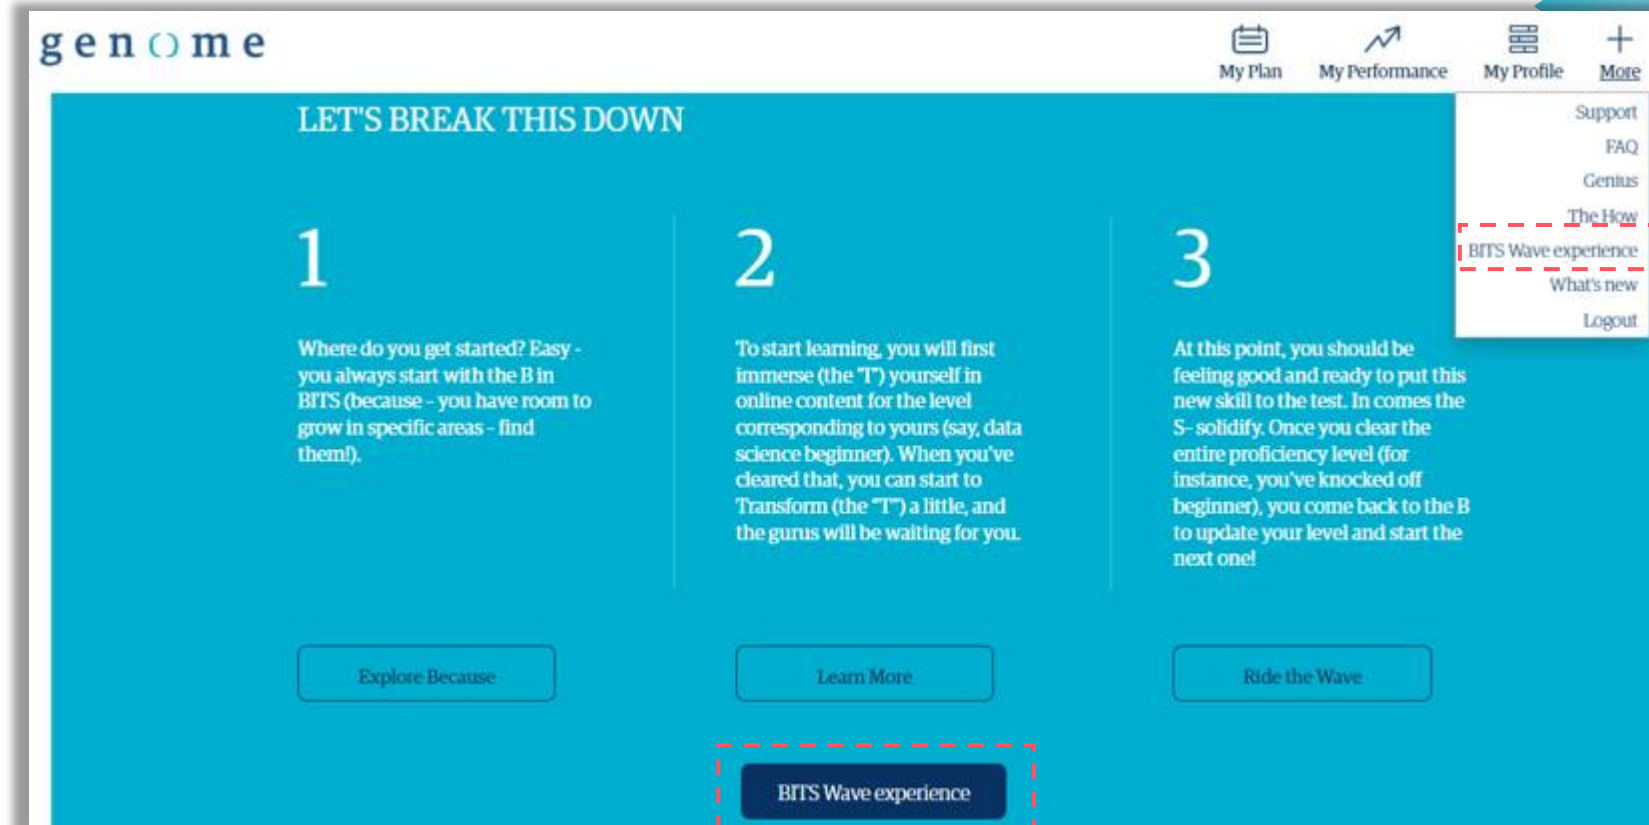 genome
My Plan
My Performance
My Profile
More
Support
FAQ
Genius
The How
BITS Wave experience
What's new
Logout
LET'S BREAK THIS DOWN
1
Where do you get started? Easy -
you always start with the B in
BITS (because - you have room to
grow in specific areas - find
them!).
Explore Because
2
To start learning, you will first
immerse (the "I") yourself in
online content for the level
corresponding to yours (say, data
science beginner). When you've
cleared that, you can start to
Transform (the "T") a little, and
the gurus will be waiting for you.
Learn More
3
At this point, you should be
feeling good and ready to put this
new skill to the test. In comes the
S- solidify. Once you clear the
entire proficiency level (for
instance, you've knocked off
beginner), you come back to the B
to update your level and start the
next one!
Ride the Wave
BITS Wave experience